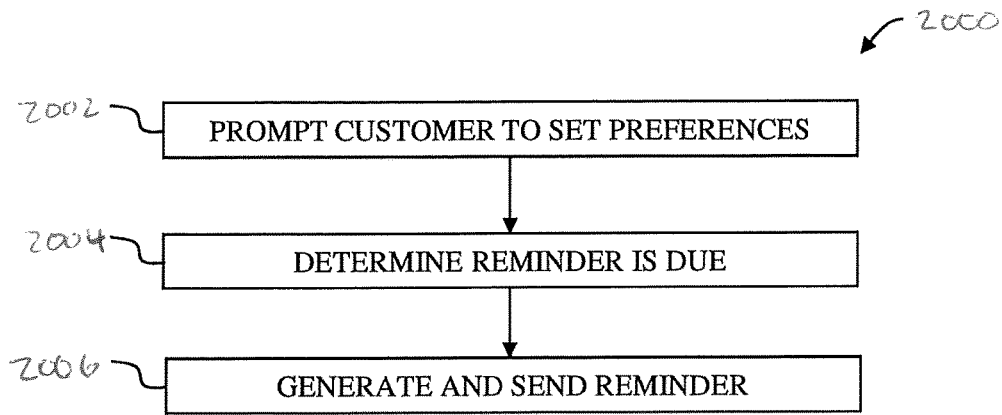 2000
2002
PROMPT CUSTOMER TO SET PREFERENCES
2004
DETERMINE REMINDER IS DUE
2006
GENERATE AND SEND REMINDER